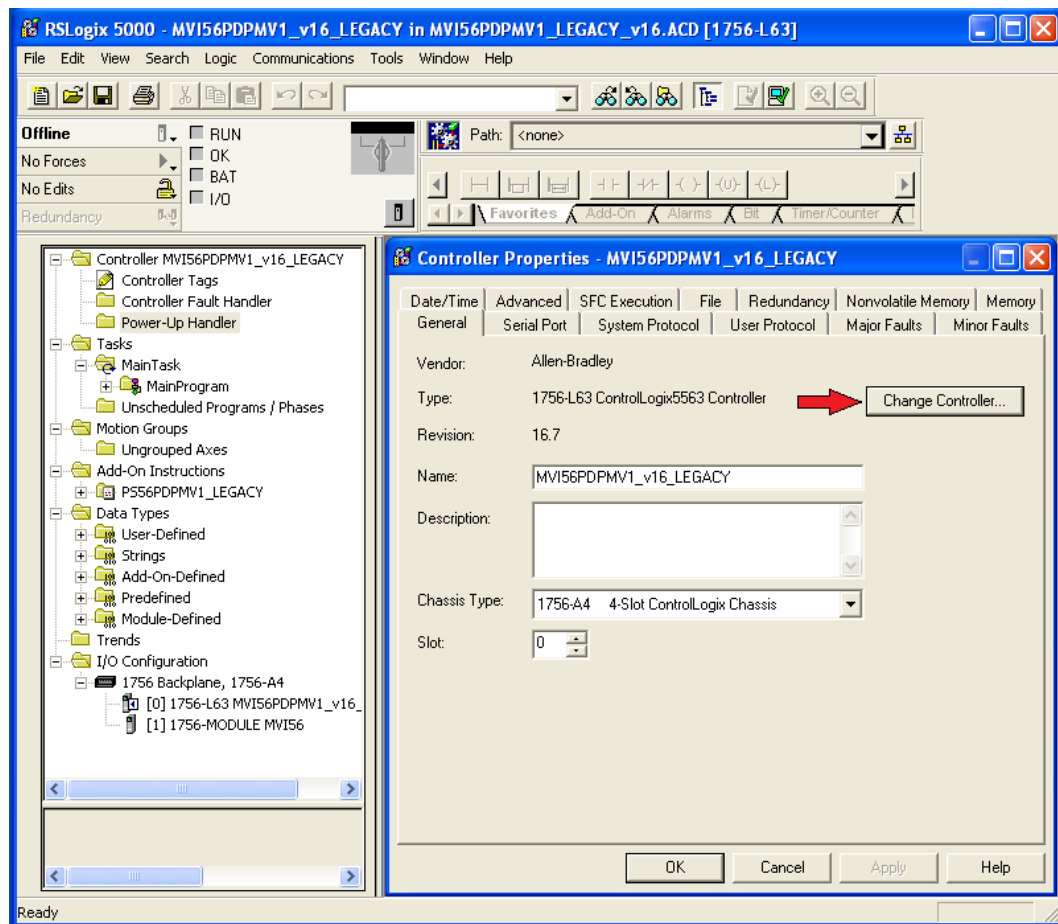 RSLogix 5000 - MVI56PDPMV1_v16_LEGACY in MVI56PDPMV1_LEGACY_v16.ACD [1756-L63]
File Edit View Search Logic Communications Tools Window Help
Offline
RUN
No Forces
OK
No Edits
BAT
Redundancy
I/O
Path: <none>
Favorites Add-On Alarms Bit Timer/Counter
Controller MVI56PDPMV1_v16_LEGACY
Controller Tags
Controller Fault Handler
Power-Up Handler
Tasks
MainTask
MainProgram
Unscheduled Programs / Phases
Motion Groups
Ungrouped Axes
Add-On Instructions
PS56PDPMV1_LEGACY
Data Types
User-Defined
Strings
Add-On-Defined
Predefined
Module-Defined
Trends
I/O Configuration
1756 Backplane, 1756-A4
[0] 1756-L63 MVI56PDPMV1_v16_
[1] 1756-MODULE MVI56
Controller Properties - MVI56PDPMV1_v16_LEGACY
Date/Time Advanced SFC Execution File Redundancy Nonvolatile Memory Memory
General Serial Port System Protocol User Protocol Major Faults Minor Faults
Vendor: Allen-Bradley
Type: 1756-L63 ControlLogix5563 Controller Change Controller...
Revision: 16.7
Name: MVI56PDPMV1_v16_LEGACY
Description:
Chassis Type: 1756-A4 4-Slot ControlLogix Chassis
Slot: 0
OK Cancel Apply Help
Ready